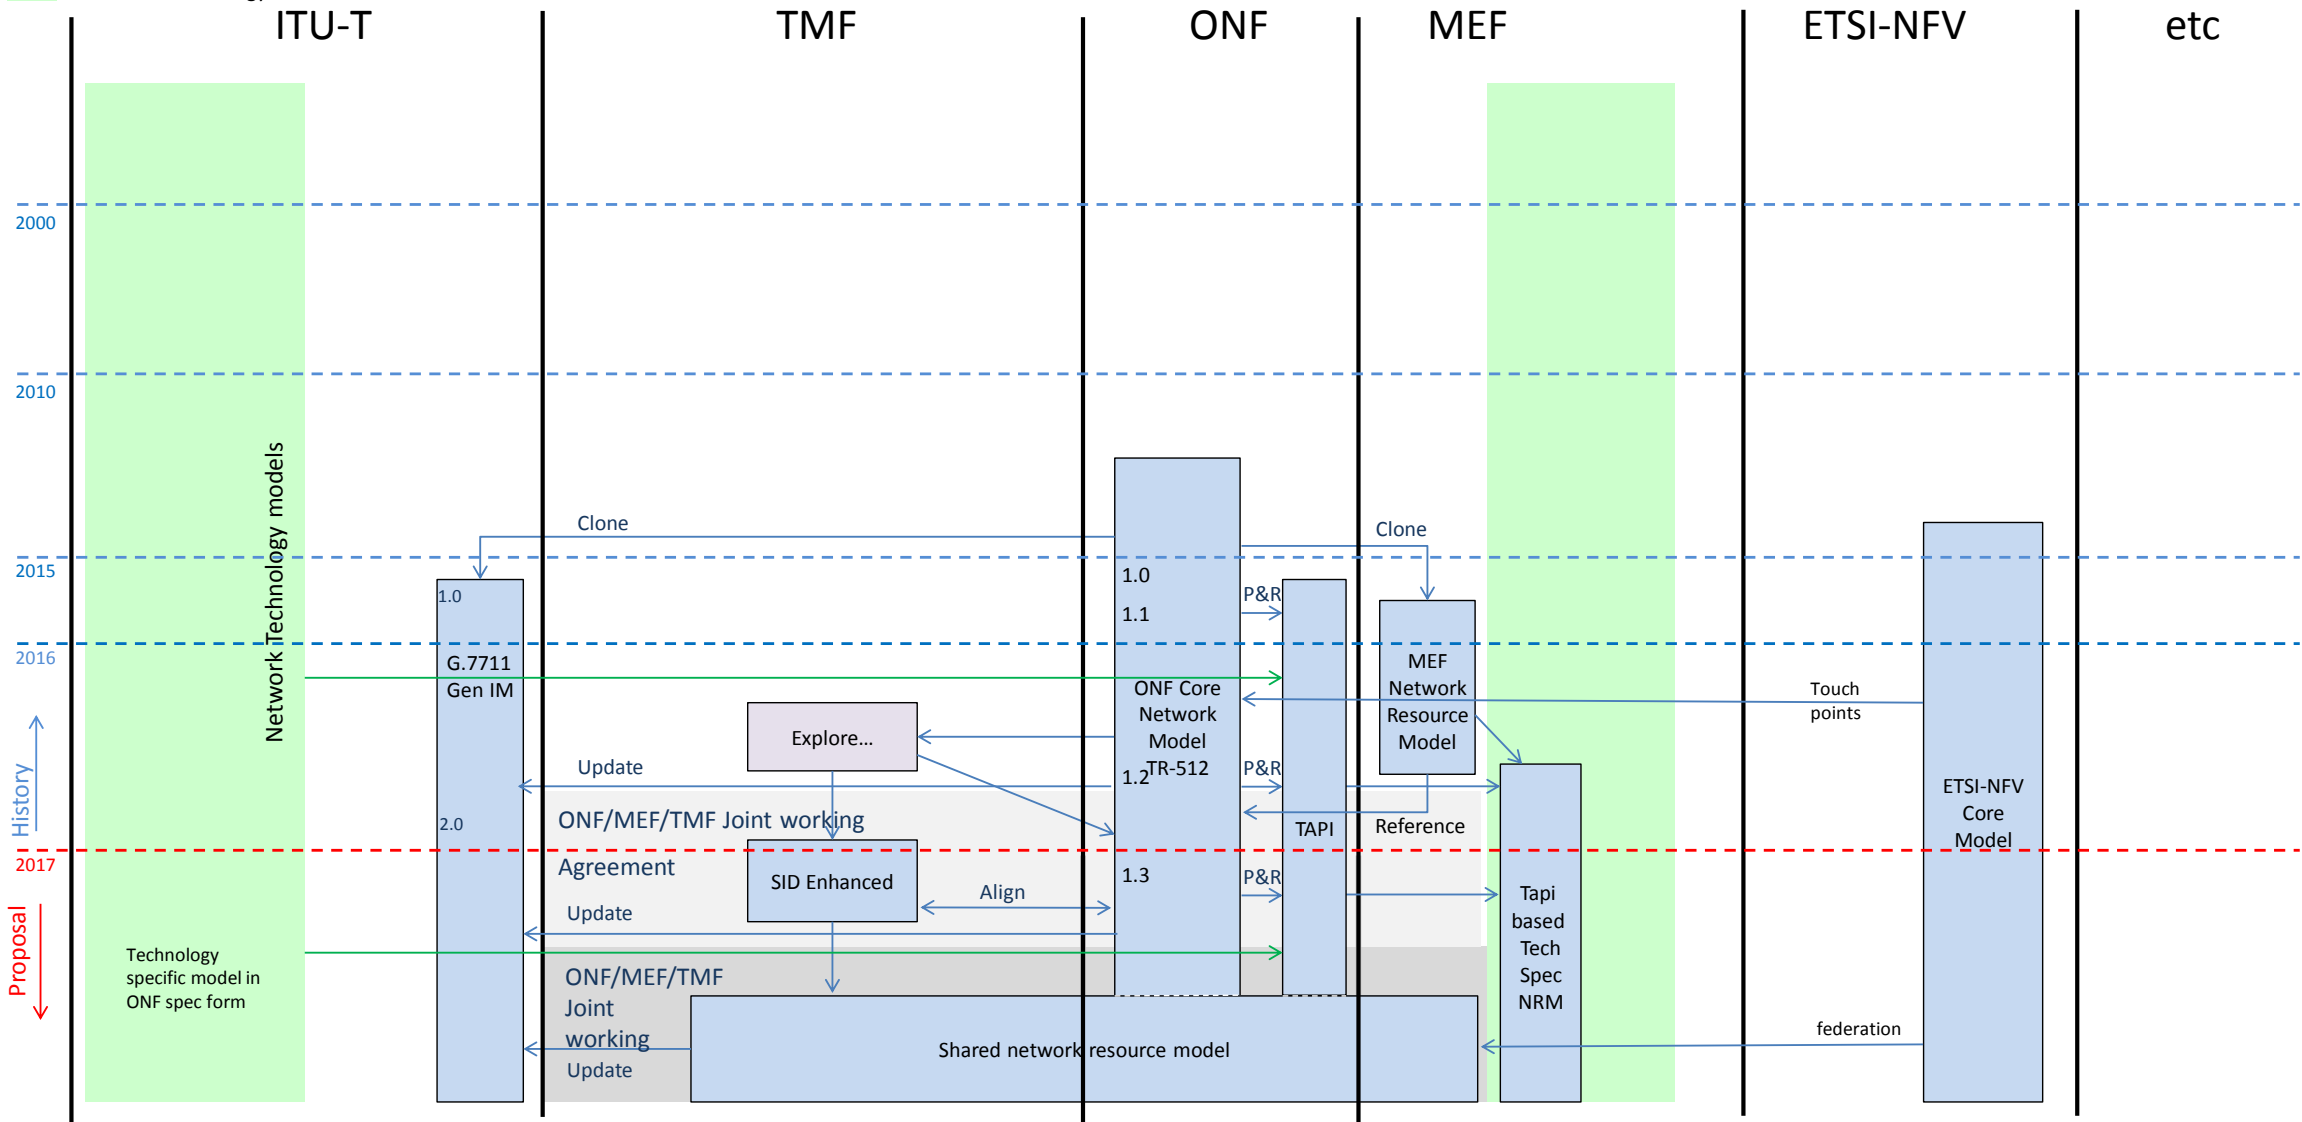 ITU-T
TMF
ONF
MEF
ETSI-NFV
etc
2000
2010
Network Technology models
Clone
Clone
2015
1.0
1.0
P&R
1.1
2016
G.7711
Gen IM
MEF
Network
Resource
Model
ONF Core
Network
Model
TR-512
Touch
points
Explore...
Update
1.2
P&R
History
ETSI-NFV
Core
Model
2.0
ONF/MEF/TMF Joint working
Agreement
TAPI
Reference
2017
SID Enhanced
1.3
P&R
Align
Update
Tapi
based
Tech
Spec
NRM
Proposal
Technology
specific model in
ONF spec form
ONF/MEF/TMF
Joint
working
Update
Shared network resource model
federation